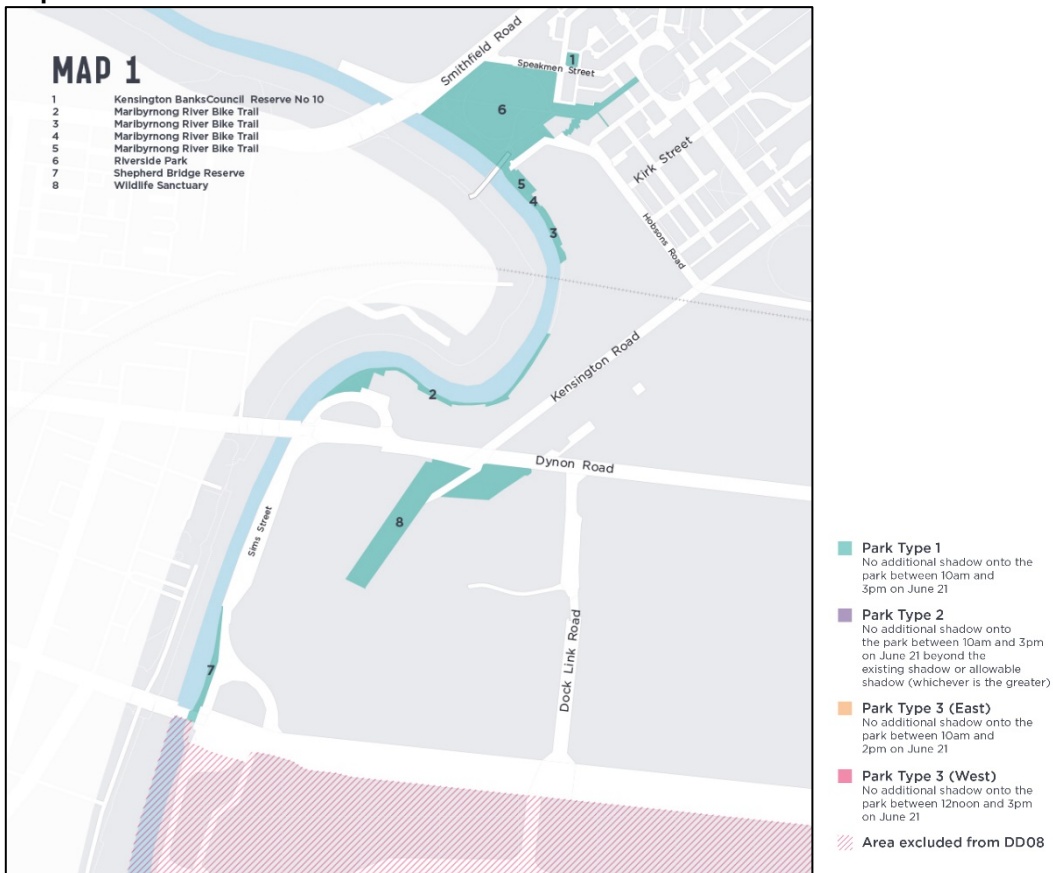 MAP 1
1 Kensington BanksCouncil Reserve No 10
2 Maribyrnong River Bike Trail
3 Maribyrnong River Bike Trail
4 Maribyrnong River Bike Trail
5 Maribyrnong River Bike Trail
6 Riverside Park
7 Shepherd Bridge Reserve
8 Wildlife Sanctuary
Smithfield Road
1
Speakmen Street
6
Kirk Street
5
4
3
Hobsons Road
Kensington Road
2
Dynon Road
8
Sims Street
7
Dock Link Road
Park Type 1
No additional shadow onto the
park between 10am and
3pm on June 21
Park Type 2
No additional shadow onto
the park between 10am and 3pm
on June 21 beyond the
existing shadow or allowable
shadow (whichever is the greater)
Park Type 3 (East)
No additional shadow onto the
park between 10am and
2pm on June 21
Park Type 3 (West)
No additional shadow onto the
park between 12noon and 3pm
on June 21
Area excluded from DDO8